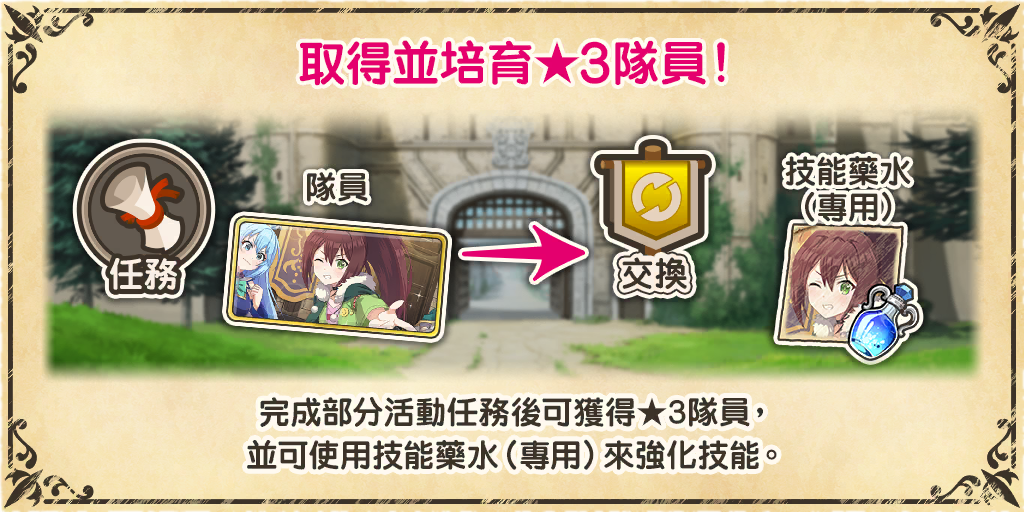 取得並培育★3隊員！
任務
隊員
交換
技能藥水
（專用）
完成部分活動任務後可獲得★3隊員，
並可使用技能藥水（專用）來強化技能。